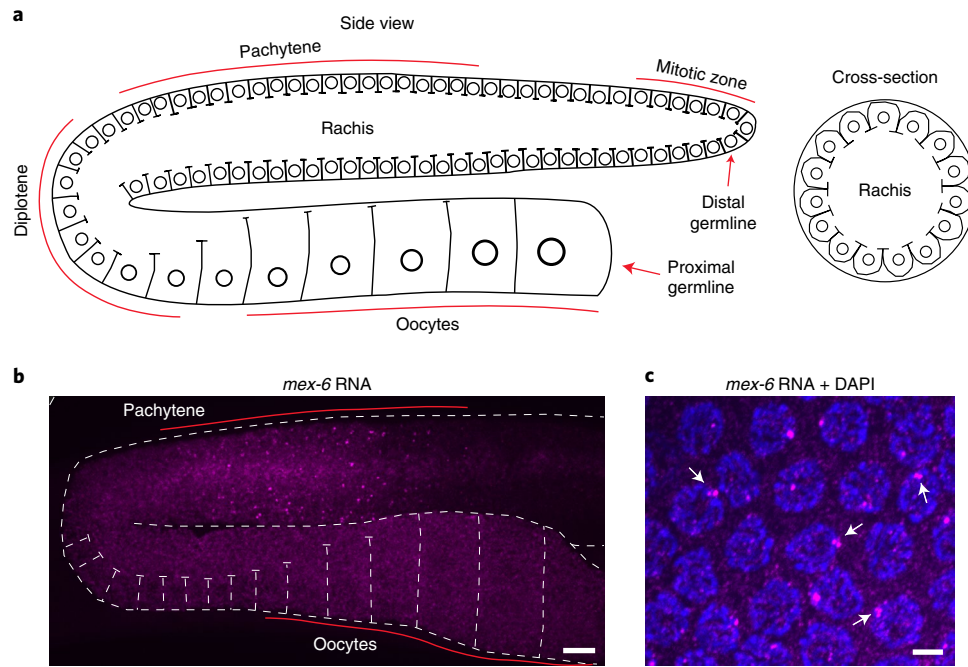 a
Side view
Pachytene
Mitotic zone
Cross-section
Rachis
Diplotene
Distal
germline
Rachis
Proximal
germline
Oocytes
b
mex-6 RNA
Pachytene
Oocytes
c
mex-6 RNA + DAPI